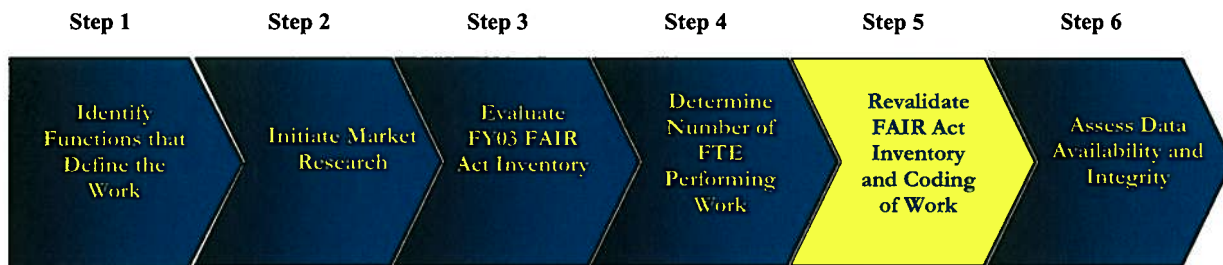 Step 1
Step 2
Step 3
Step 4
Step 5
Step 6
Identify
Functions that
Define the
Work
Initiate Market
Research
Evaluate
FY03 FAIR
Act Inventory
Determine
Number of
FTE
Performing
Work
Revalidate
FAIR Act
Inventory
and Coding
of Work
Assess Data
Availability and
Integrity